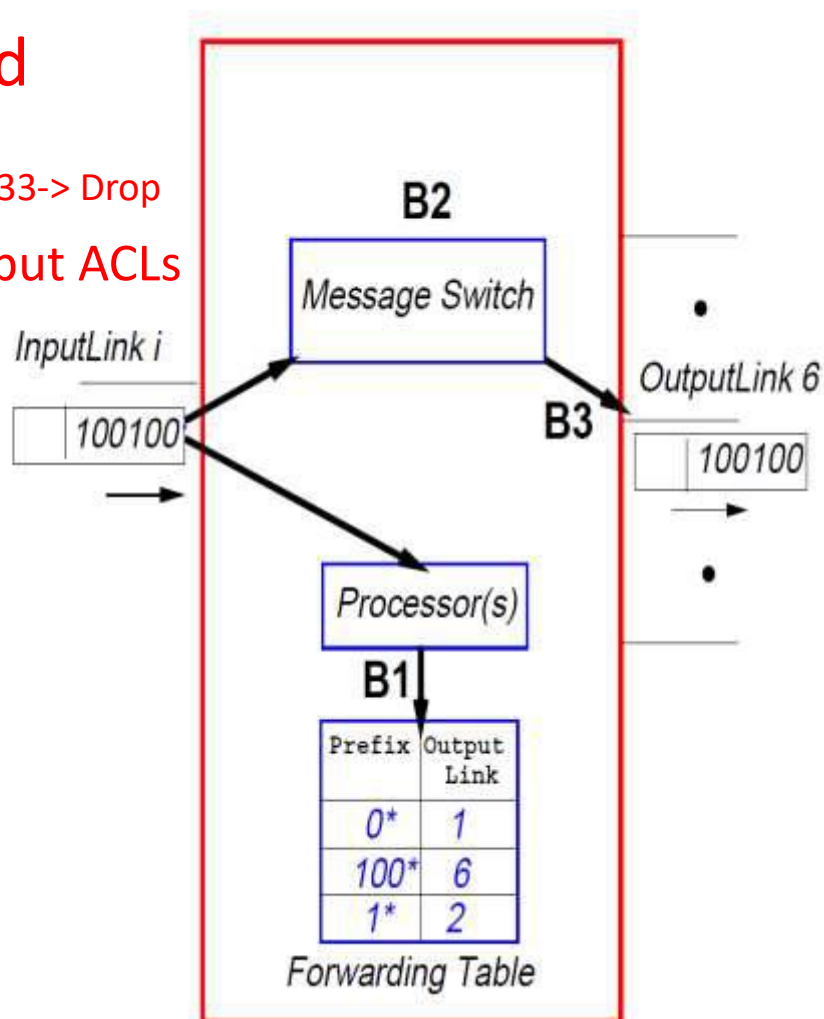 d
33-> Drop
put ACLs
B2
Message Switch
InputLink i
100100
OutputLink 6
B3
100100
Processor(s)
B1
Prefix Output Link
0* 1
100* 6
1* 2
Forwarding Table